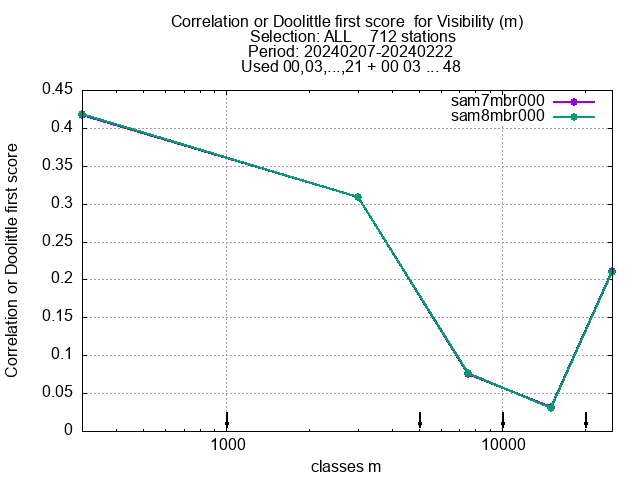 Correlation or Doolittle first score  for Visibility (m)
Selection: ALL    712 stations
Period: 20240207-20240222
Used 00,03,...,21 + 00 03 ... 48
sam7mbr000
sam8mbr000
0.45
0.4
0.35
0.3
0.25
0.2
0.15
0.1
0.05
0
Correlation or Doolittle first score
1000
10000
classes m